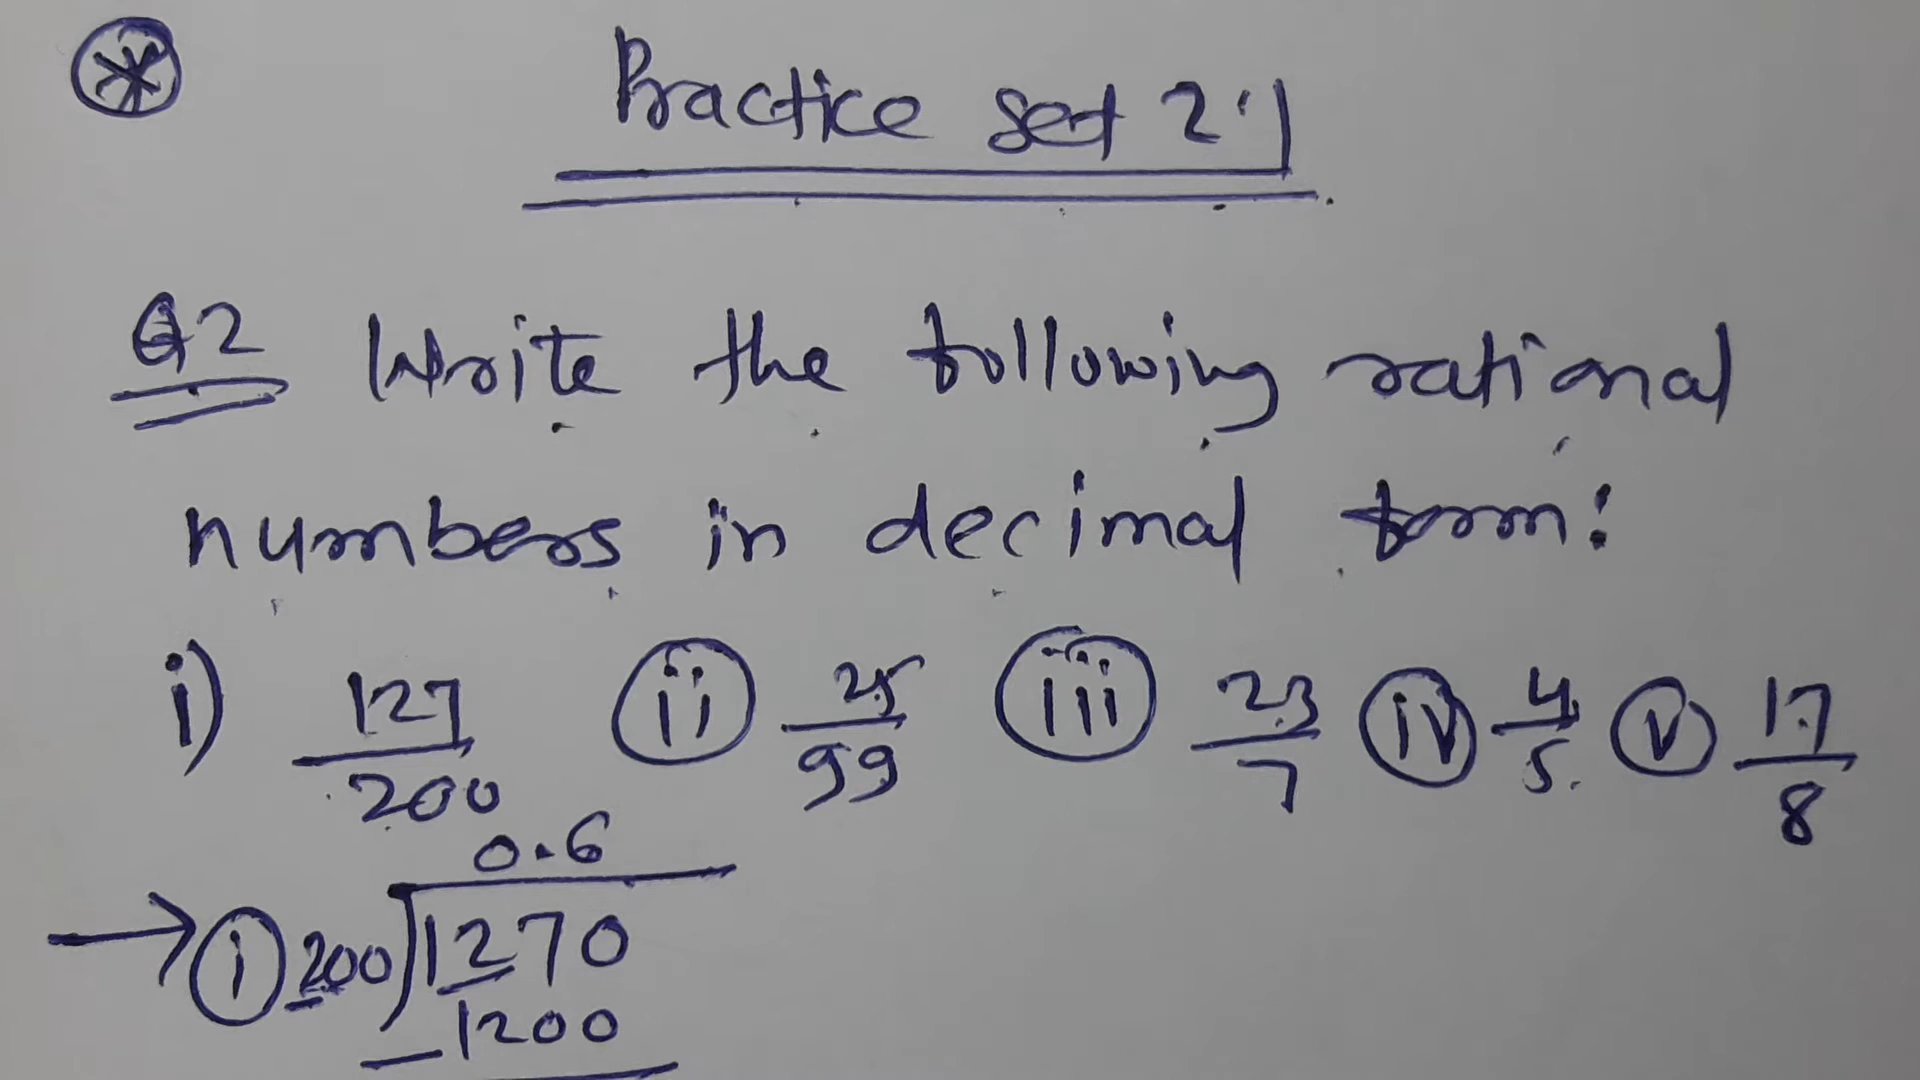 Practice set 2.1
Q2 Write the following rational
numbers in decimal form:
i) 127/200 (ii) 25/99 (iii) 23/7 (iv) 4/5 (v) 17/8
0.6
→ (i) 200)1270
- 1200